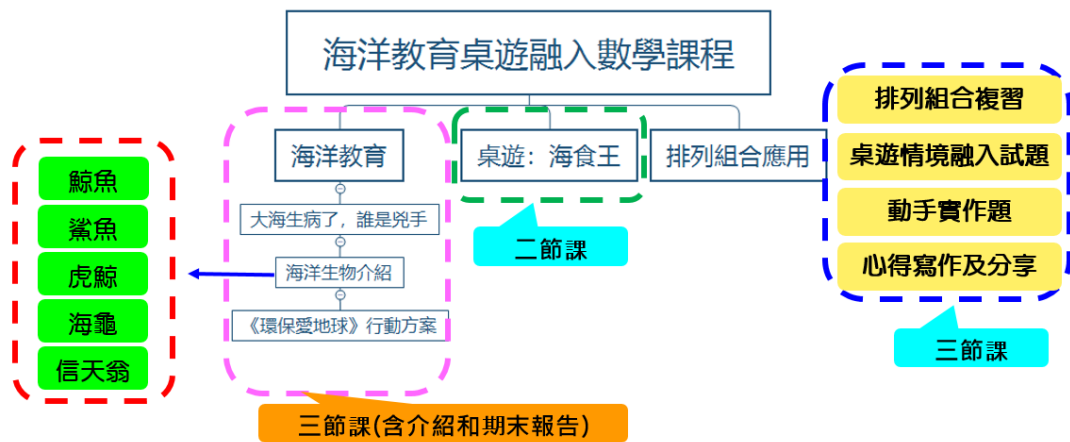 海洋教育桌遊融入數學課程
海洋教育
桌遊：海食王
排列組合應用
大海生病了，誰是兇手
海洋生物介紹
《環保愛地球》行動方案
鯨魚
鯊魚
虎鯨
海龜
信天翁
三節課(含介紹和期末報告)
二節課
排列組合複習
桌遊情境融入試題
動手實作題
心得寫作及分享
三節課